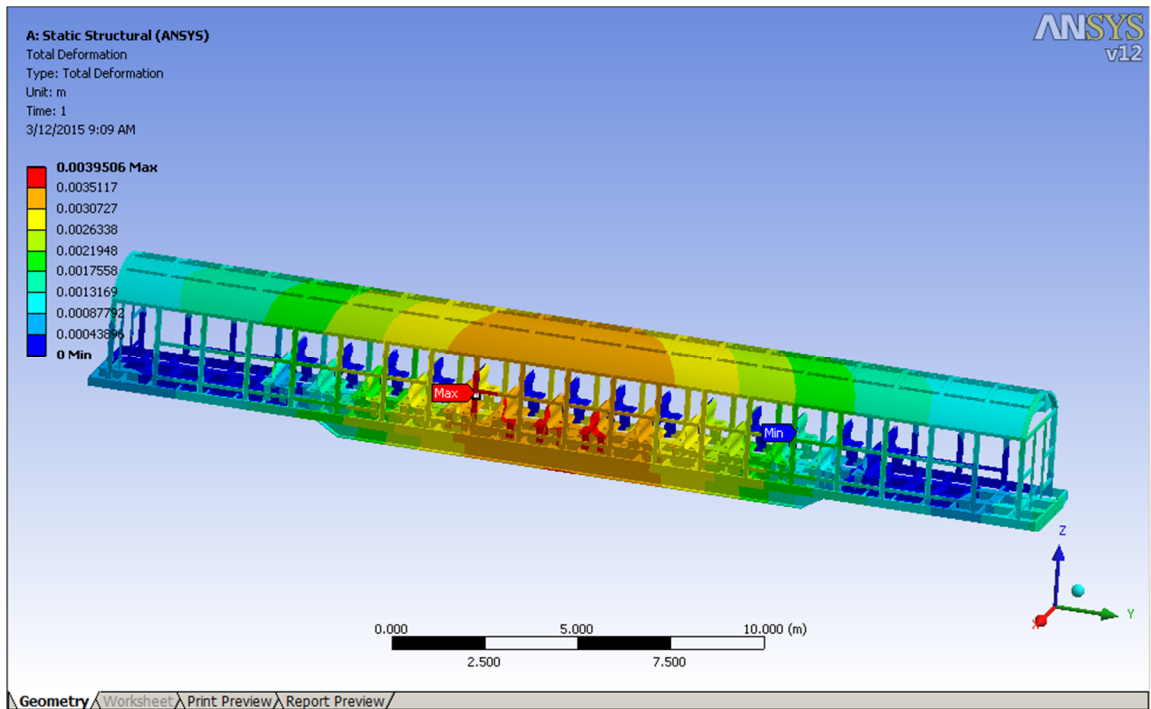 A: Static Structural (ANSYS)
Total Deformation
Type: Total Deformation
Unit: m
Time: 1
3/12/2015 9:09 AM
ANSYS
v12
0.0039506 Max
0.0035117
0.0030727
0.0026338
0.0021948
0.0017558
0.0013169
0.00087792
0.00043896
0 Min
Max
Min
Z
Y
X
0.000 5.000 10.000 (m)
2.500 7.500
Geometry Worksheet Print Preview Report Preview